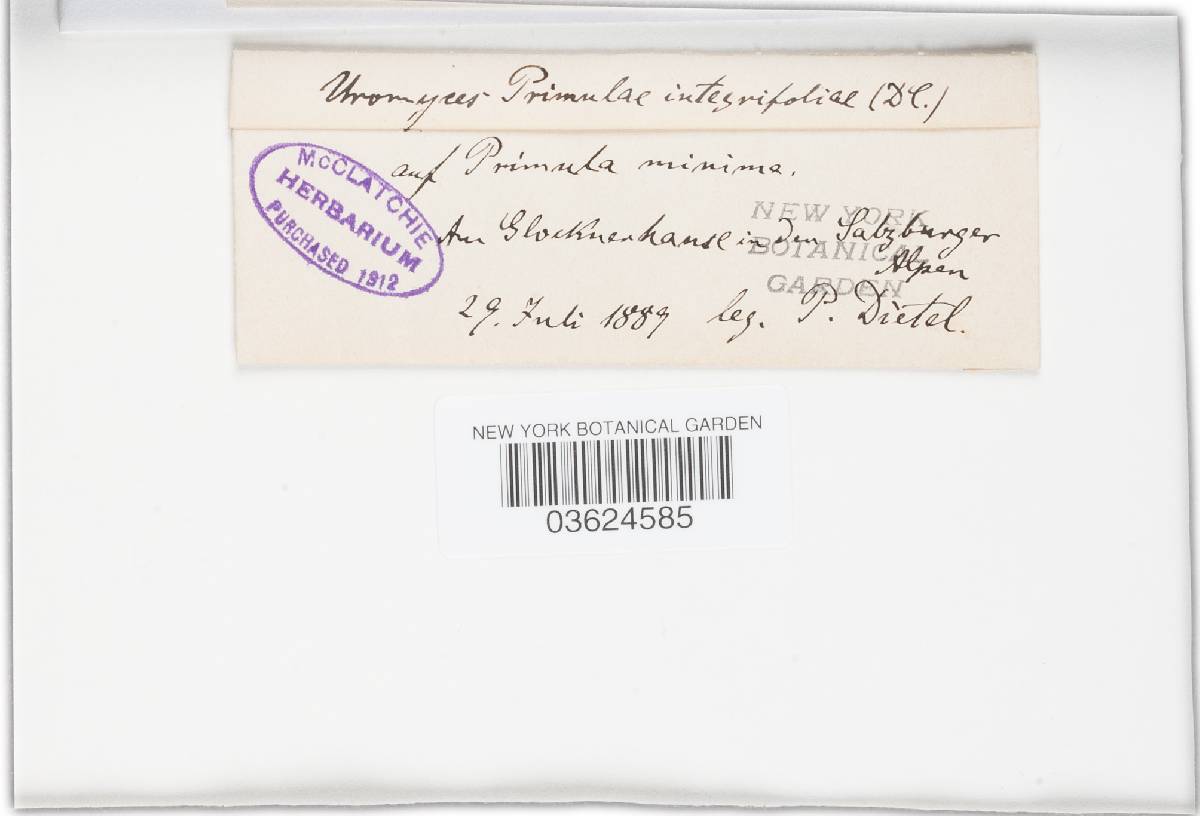 Uromyces Primulae integrifoliae (DC.)
auf Primula minima.
Am Glocknerhause in den Salzburger
Alpen
29. Juli 1889 leg. P. Dietel.
McCLATCHIE
HERBARIUM
PURCHASED 1912
NEW YORK
BOTANICAL
GARDEN
NEW YORK BOTANICAL GARDEN
03624585